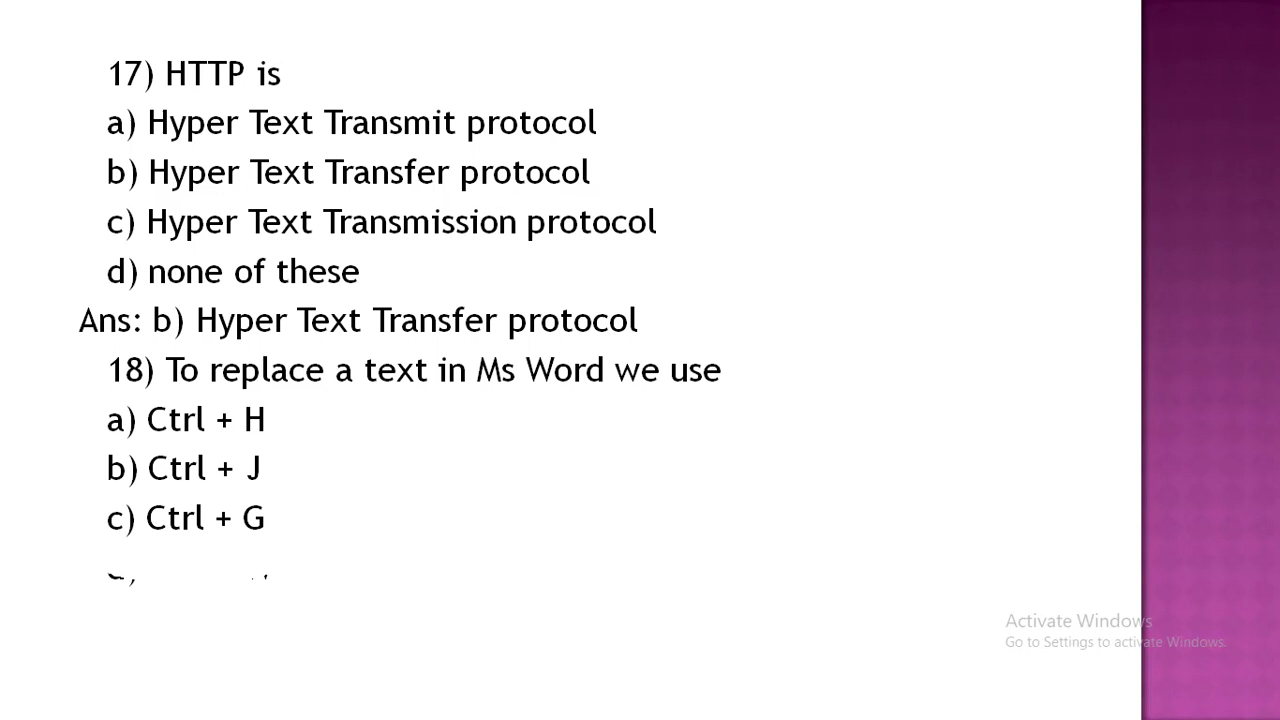 17) HTTP is
a) Hyper Text Transmit protocol
b) Hyper Text Transfer protocol
c) Hyper Text Transmission protocol
d) none of these
Ans: b) Hyper Text Transfer protocol
18) To replace a text in Ms Word we use
a) Ctrl + H
b) Ctrl + J
c) Ctrl + G
Activate Windows
Go to Settings to activate Windows.